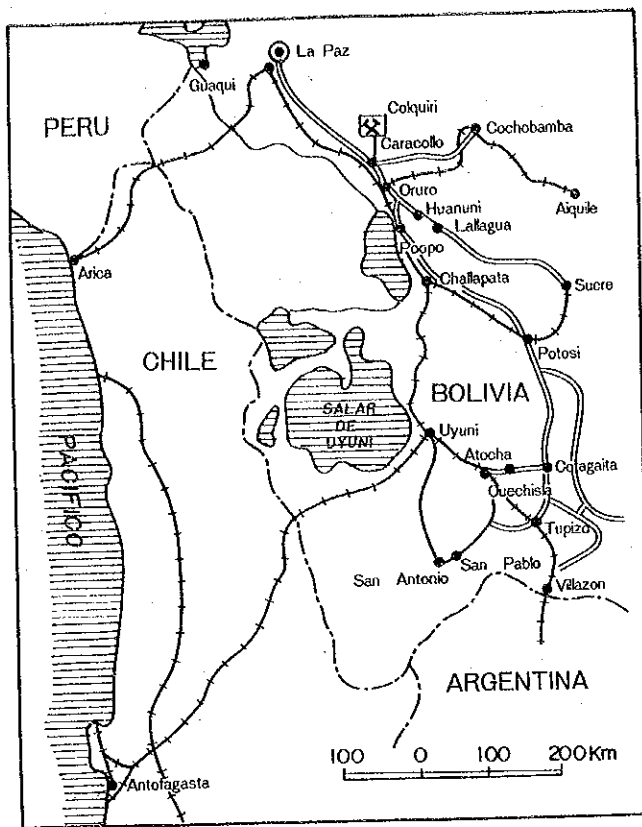 La Paz
Guaqui
PERU
Colquiri
Cochobamba
Caracollo
Oruro
Aiquile
Huanuni
Lallagua
Poopo
Arica
Challapata
Sucre
CHILE
Potosi
BOLIVIA
SALAR
DE
UYUNI
Uyuni
PACIFICO
Atocha
Cotagaita
Quechisla
Tupiza
San Antonio
San Pablo
Villazon
ARGENTINA
100 0 100 200Km
Antofagasta